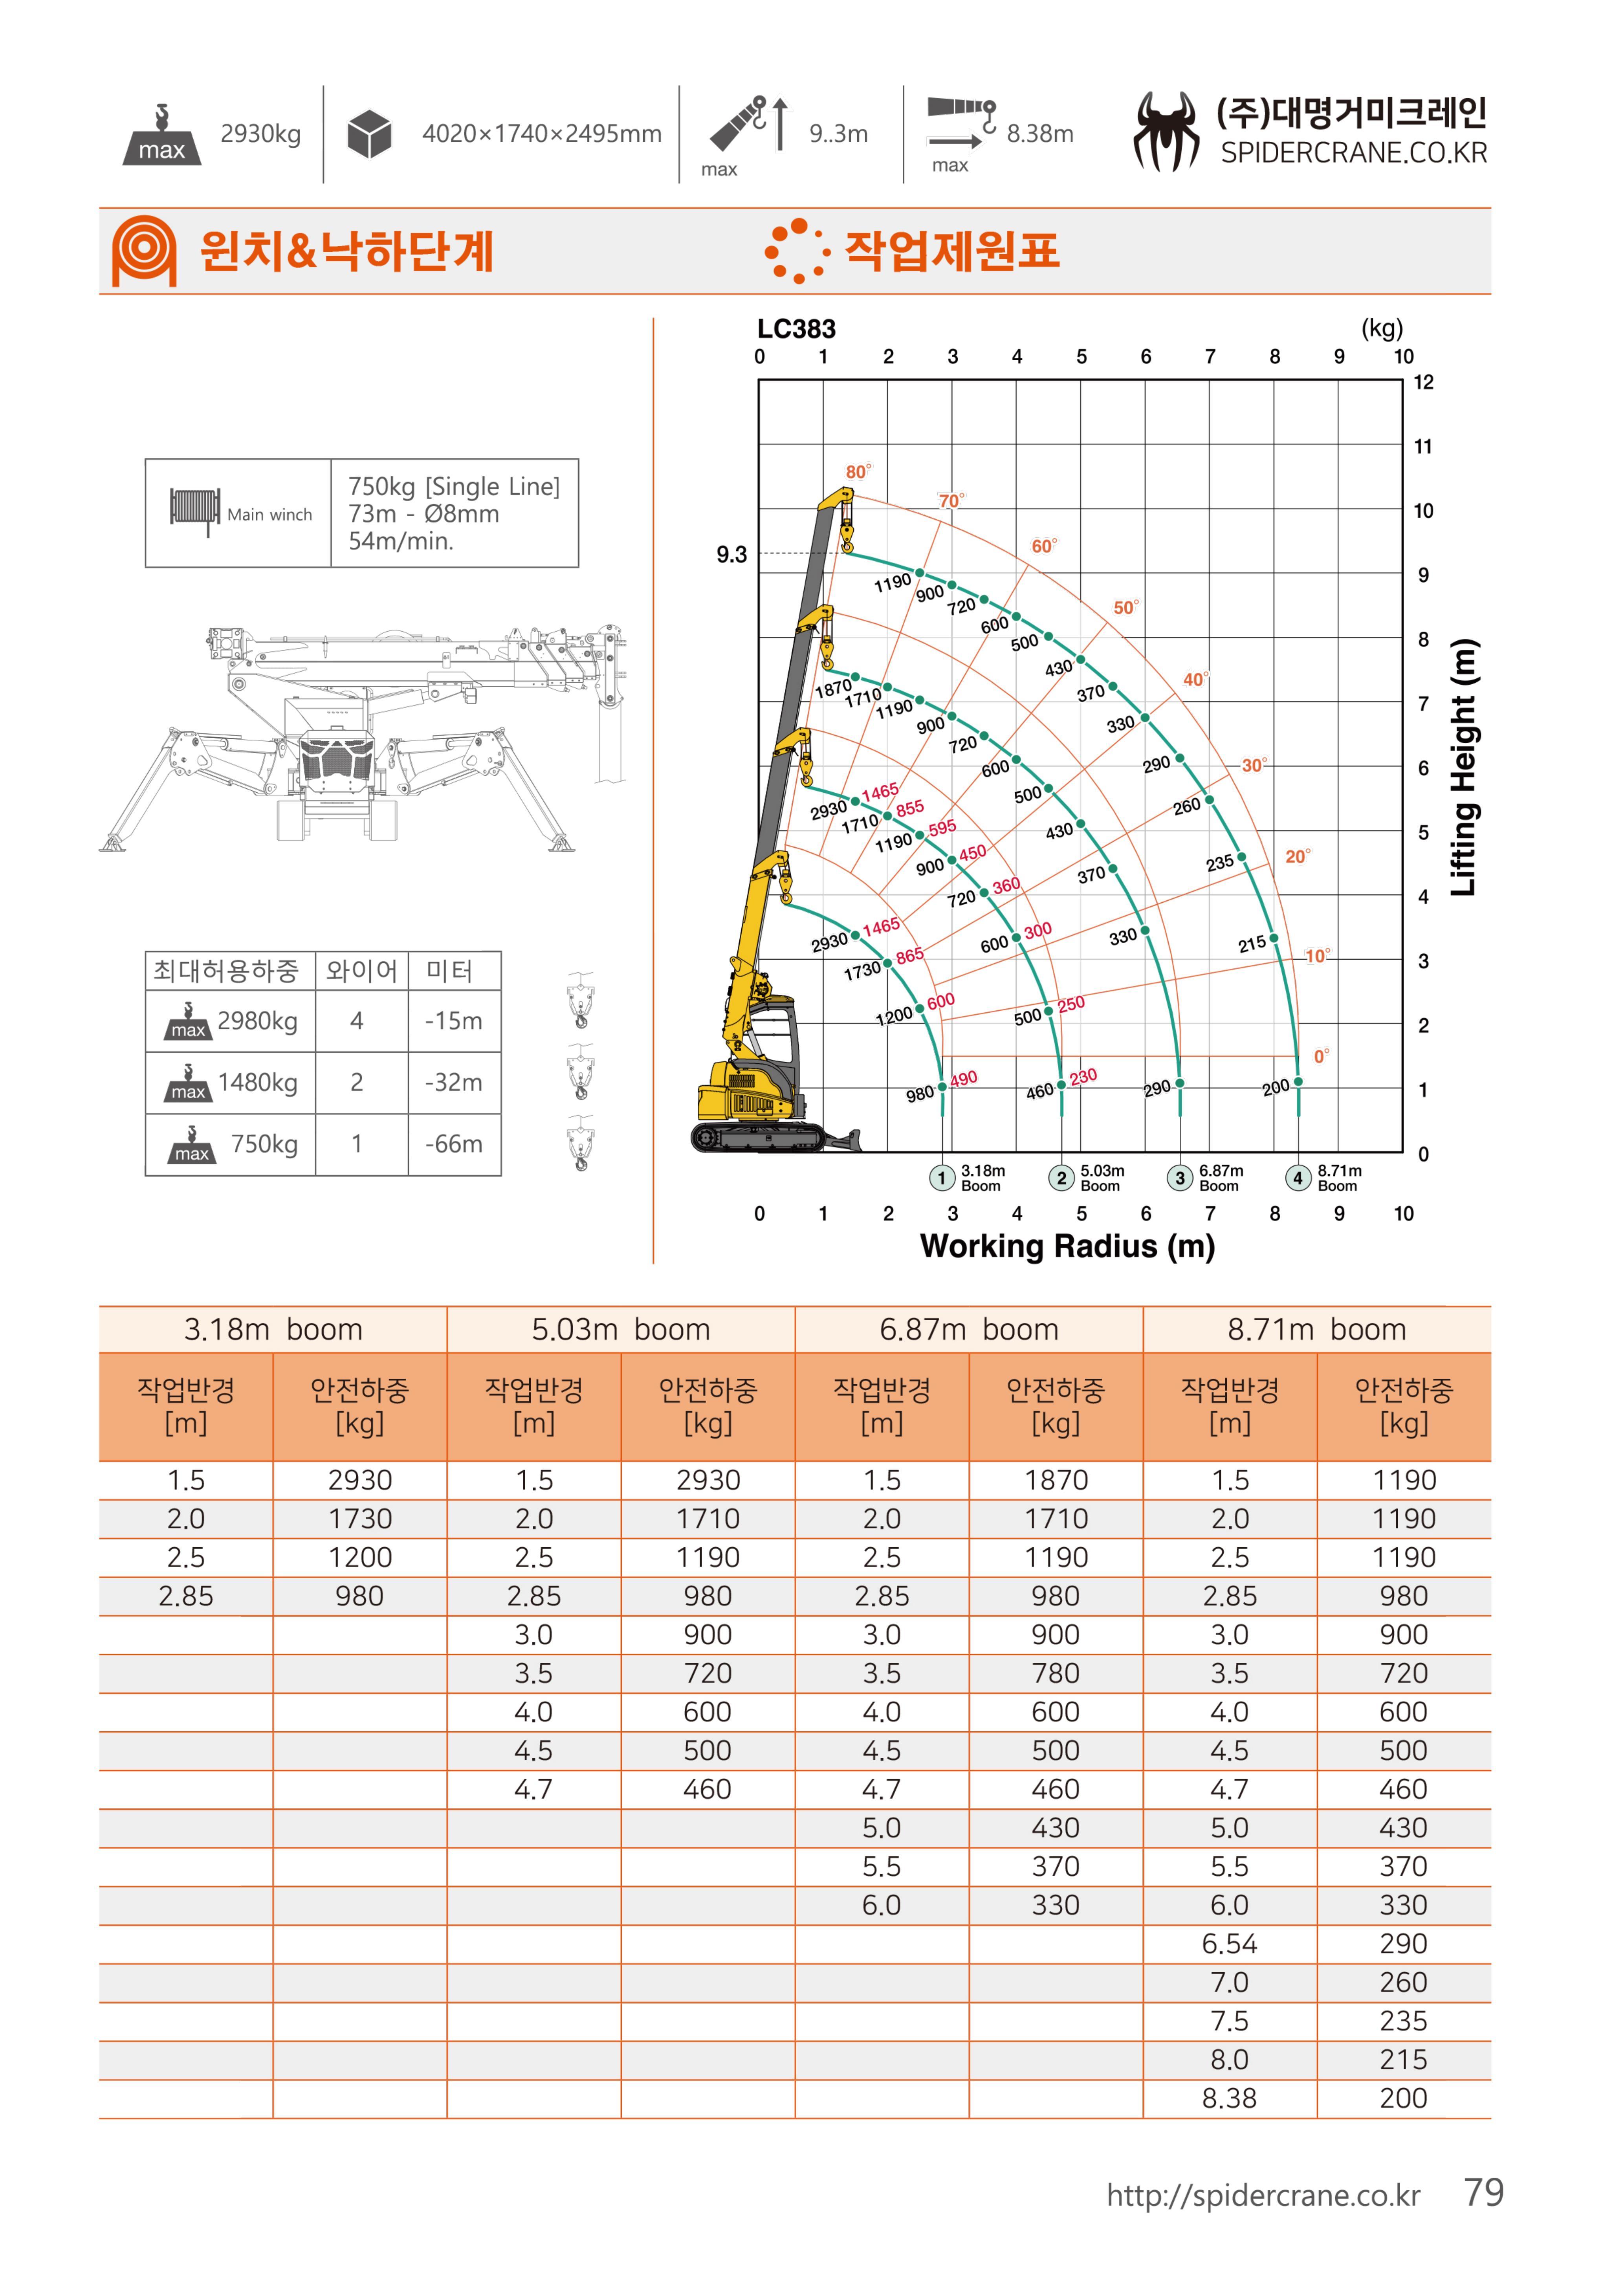 max 2930kg
4020×1740×2495mm
max 9..3m
max 8.38m
(주)대명거미크레인
SPIDERCRANE.CO.KR
윈치&낙하단계
작업제원표
Main winch
750kg [Single Line]
73m - Ø8mm
54m/min.
최대허용하중 와이어 미터
max 2980kg 4 -15m
max 1480kg 2 -32m
max 750kg 1 -66m
LC383 (kg)
0 1 2 3 4 5 6 7 8 9 10
12
11
10
9
8
7
6
5
4
3
2
1
0
Lifting Height (m)
9.3
80°
70°
60°
50°
40°
30°
20°
10°
0°
1190 900 720 600 500 430 370 330 290 260 235 215 200
1870 1710 1190 900 720 600 500 430 370 330 290
2930 1710 1190 900 720 600 500 460
1465 855 595 450 360 300 250 230
2930 1730 1200 980
1465 865 600 490
1 3.18m Boom
2 5.03m Boom
3 6.87m Boom
4 8.71m Boom
0 1 2 3 4 5 6 7 8 9 10
Working Radius (m)
3.18m boom 5.03m boom 6.87m boom 8.71m boom
작업반경 안전하중 작업반경 안전하중 작업반경 안전하중 작업반경 안전하중
[m] [kg] [m] [kg] [m] [kg] [m] [kg]
1.5 2930 1.5 2930 1.5 1870 1.5 1190
2.0 1730 2.0 1710 2.0 1710 2.0 1190
2.5 1200 2.5 1190 2.5 1190 2.5 1190
2.85 980 2.85 980 2.85 980 2.85 980
3.0 900 3.0 900 3.0 900
3.5 720 3.5 780 3.5 720
4.0 600 4.0 600 4.0 600
4.5 500 4.5 500 4.5 500
4.7 460 4.7 460 4.7 460
5.0 430 5.0 430
5.5 370 5.5 370
6.0 330 6.0 330
6.54 290
7.0 260
7.5 235
8.0 215
8.38 200
http://spidercrane.co.kr 79